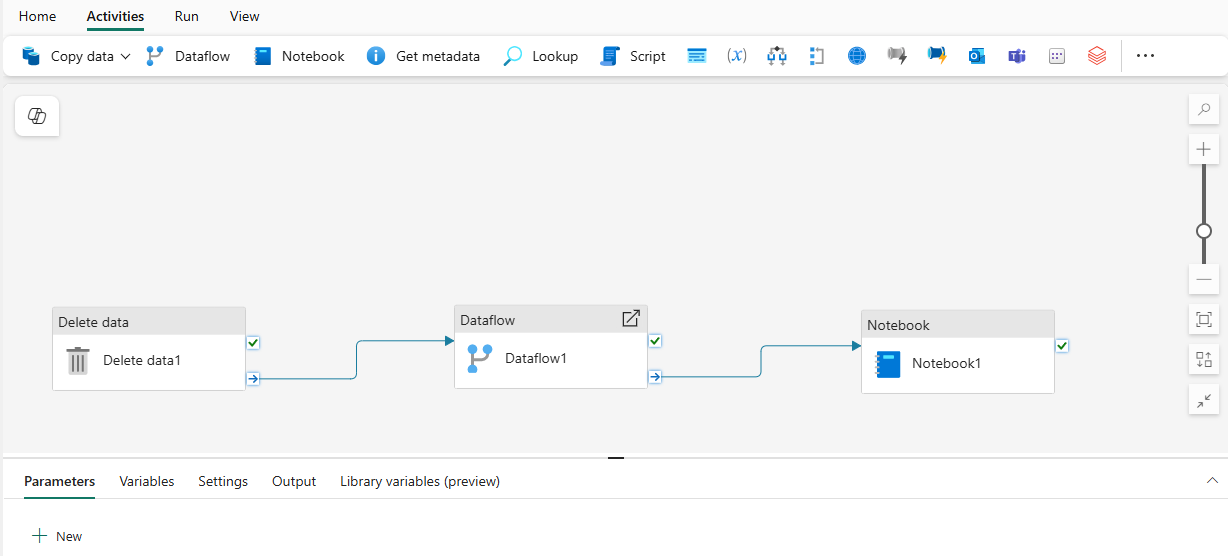 Home Activities Run View
Copy data Dataflow Notebook Get metadata Lookup Script (x)
Delete data
Delete data1
Dataflow
Dataflow1
Notebook
Notebook1
Parameters Variables Settings Output Library variables (preview)
New